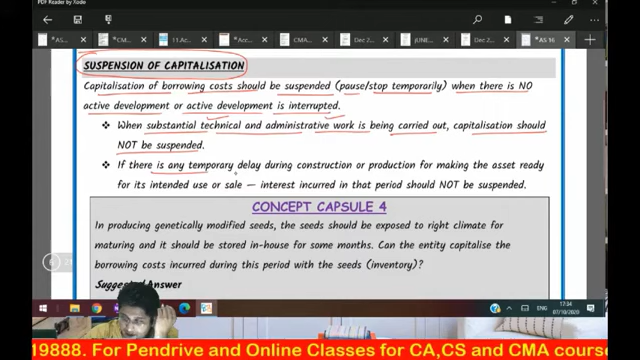 PDF Reader by Xodo
*AS
*CM
11.Ac
CMA
Dec 2
jUNE
Dec 2
*AS 16
SUSPENSION OF CAPITALISATION
Capitalisation of borrowing costs should be suspended (pause/stop temporarily) when there is NO
active development or active development is interrupted.
When substantial technical and administrative work is being carried out, capitalisation should
NOT be suspended.
If there is any temporary delay during construction or production for making the asset ready
for its intended use or sale – interest incurred in that period should NOT be suspended.
CONCEPT CAPSULE 4
In producing genetically modified seeds, the seeds should be exposed to right climate for
maturing and it should be stored in-house for some months. Can the entity capitalise the
6
borrowing costs incurred during this period with the seeds (inventory)?
Suggested Answer
ENG
17:34
07/10/2020
19888. For Pendrive and Online Classes for CA,CS and CMA course